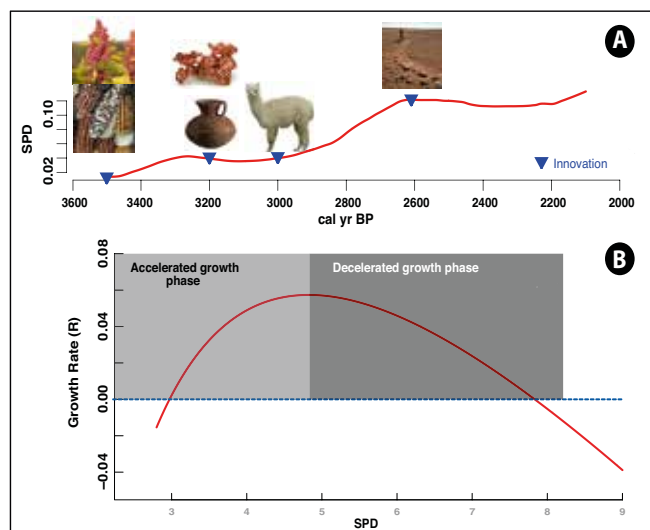 A
SPD
0.10
0.02
Innovation
3600 3400 3200 3000 2800 2600 2400 2200 2000
cal yr BP
B
Accelerated growth
phase
Decelerated growth phase
Growth Rate (R)
0.08
0.04
0.00
−0.04
3 4 5 6 7 8 9
SPD